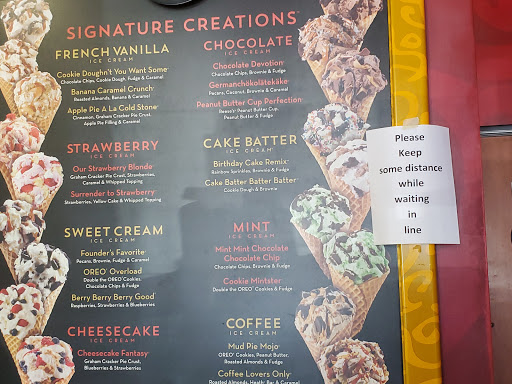 SIGNATURE CREATIONS
FRENCH VANILLA
ICE CREAM
Cookie Doughn't You Want Some
Chocolate Chips, Cookie Dough, Fudge & Caramel
Banana Caramel Crunch
Roasted Almonds, Banana & Caramel
Apple Pie A La Cold Stone
Cinnamon, Graham Cracker Pie Crust,
Apple Pie Filling & Caramel
STRAWBERRY
ICE CREAM
Our Strawberry Blonde
Graham Cracker Pie Crust, Strawberries,
Caramel & Whipped Topping
Surrender to Strawberry
Strawberries, Yellow Cake & Whipped Topping
SWEET CREAM
ICE CREAM
Founder's Favorite
Pecans, Brownie, Fudge & Caramel
OREO® Overload
Double the OREO® Cookies,
Chocolate Chips & Fudge
Berry Berry Berry Good
Raspberries, Strawberries & Blueberries
CHEESECAKE
ICE CREAM
Cheesecake Fantasy
Graham Cracker Pie Crust,
Blueberries & Strawberries
CHOCOLATE
ICE CREAM
Chocolate Devotion
Chocolate Chips, Brownie & Fudge
Germanchökolatekäke
Pecans, Coconut, Brownie & Caramel
Peanut Butter Cup Perfection
Reese's® Peanut Butter Cup,
Peanut Butter & Fudge
CAKE BATTER
ICE CREAM
Birthday Cake Remix
Rainbow Sprinkles, Brownie & Fudge
Cake Batter Batter Batter
Cookie Dough & Brownie
MINT
ICE CREAM
Mint Mint Chocolate
Chocolate Chip
Chocolate Chips, Brownie & Fudge
Cookie Mintster
Double the OREO® Cookies & Fudge
COFFEE
ICE CREAM
Mud Pie Mojo
OREO® Cookies, Peanut Butter,
Roasted Almonds & Fudge
Coffee Lovers Only
Roasted Almonds, Heath® Bar & Caramel
Please
Keep
some distance
while
waiting
in
line